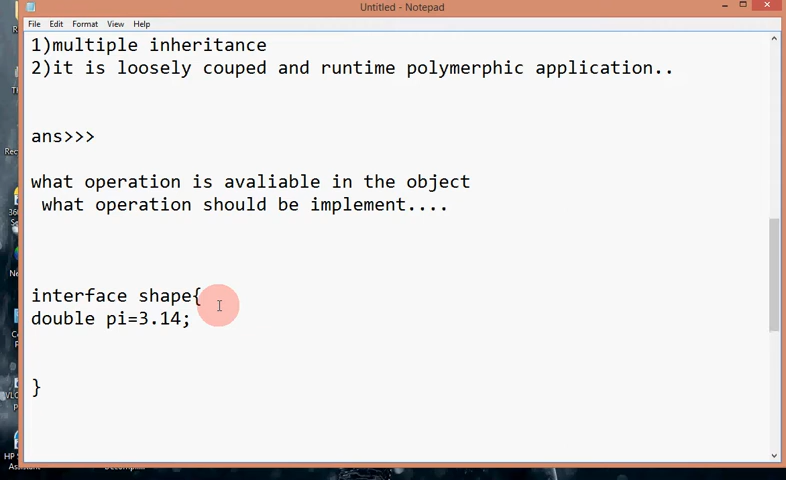 Untitled - Notepad
File Edit Format View Help
1)multiple inheritance
2)it is loosely couped and runtime polymerphic application..
ans>>>
what operation is avaliable in the object
what operation should be implement....
interface shape{
double pi=3.14;
}